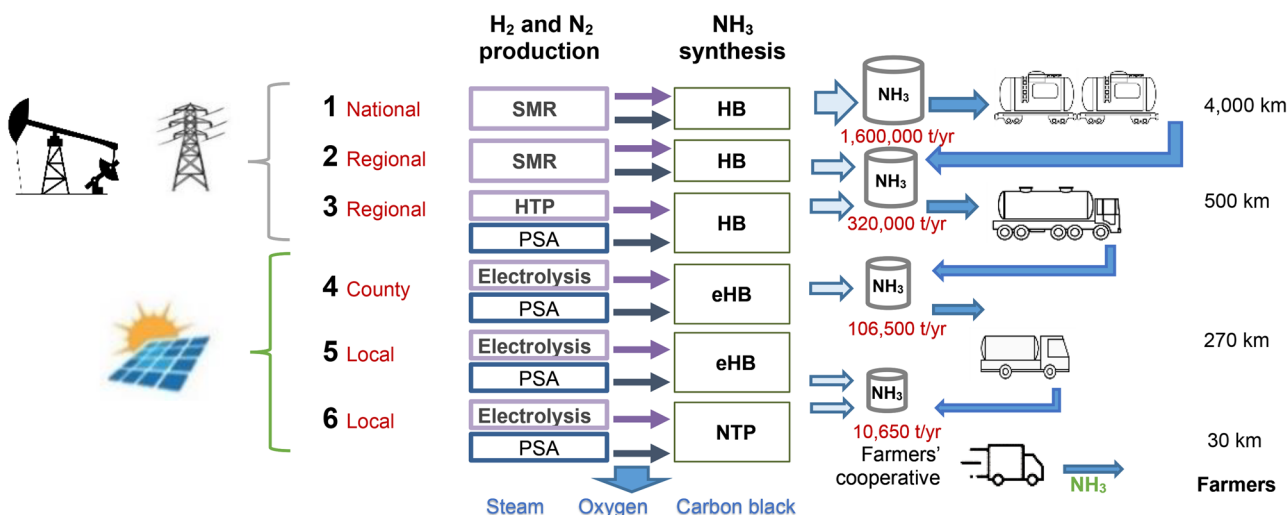 H₂ and N₂
production
NH₃
synthesis
1 National
SMR
HB
NH₃
1,600,000 t/yr
4,000 km
2 Regional
SMR
HB
NH₃
320,000 t/yr
500 km
3 Regional
HTP
PSA
HB
4 County
Electrolysis
PSA
eHB
NH₃
106,500 t/yr
270 km
5 Local
Electrolysis
PSA
eHB
NH₃
10,650 t/yr
6 Local
Electrolysis
PSA
NTP
Farmers'
cooperative
NH₃
30 km
Farmers
Steam
Oxygen
Carbon black